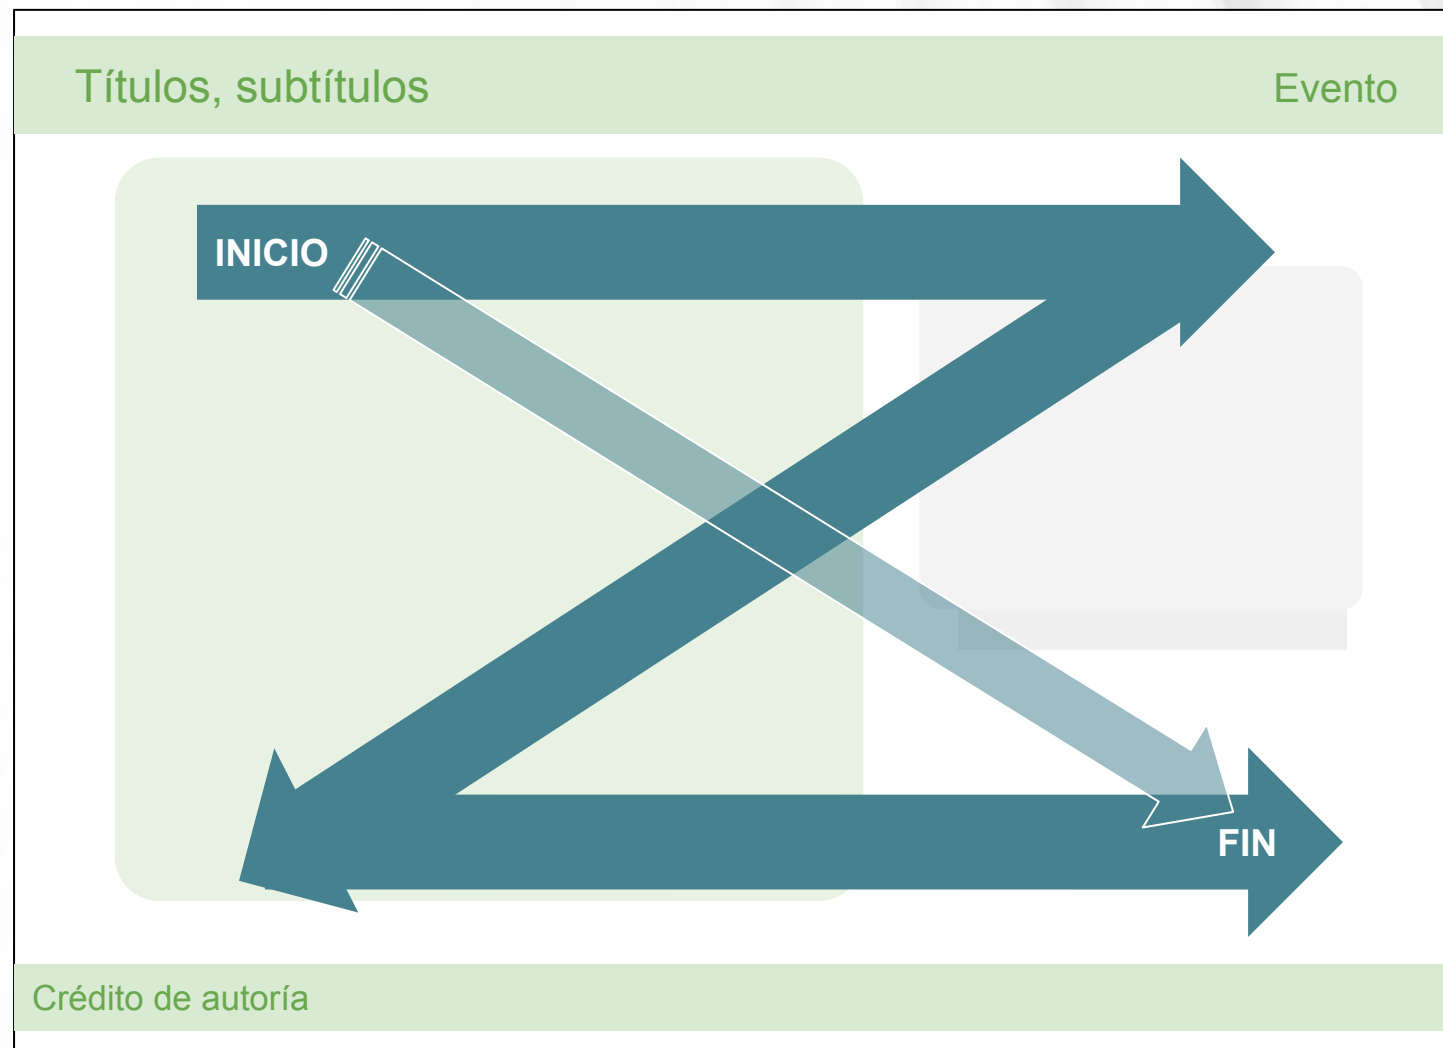 Títulos, subtítulos
Evento
INICIO
FIN
Crédito de autoría